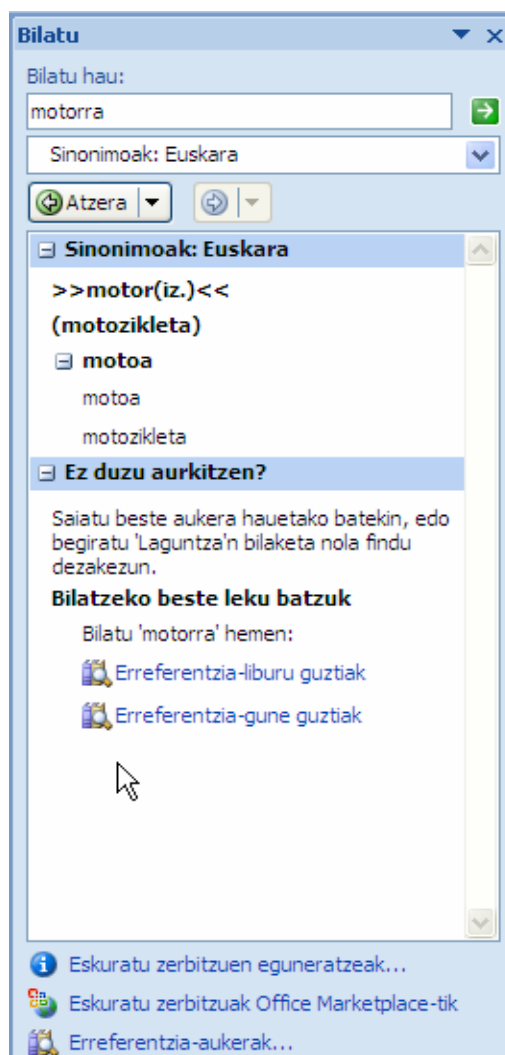 Bilatu
Bilatu hau:
motorra
Sinonimoak: Euskara
Atzera
Sinonimoak: Euskara
>>motor(iz.)<<
(motozikleta)
motoa
motoa
motozikleta
Ez duzu aurkitzen?
Saiatu beste aukera hauetako batekin, edo
begiratu 'Laguntza'n bilaketa nola findu
dezakezun.
Bilatzeko beste leku batzuk
Bilatu 'motorra' hemen:
Erreferentzia-liburu guztiak
Erreferentzia-gune guztiak
Eskuratu zerbitzuen eguneratzeak...
Eskuratu zerbitzuak Office Marketplace-tik
Erreferentzia-aukerak...